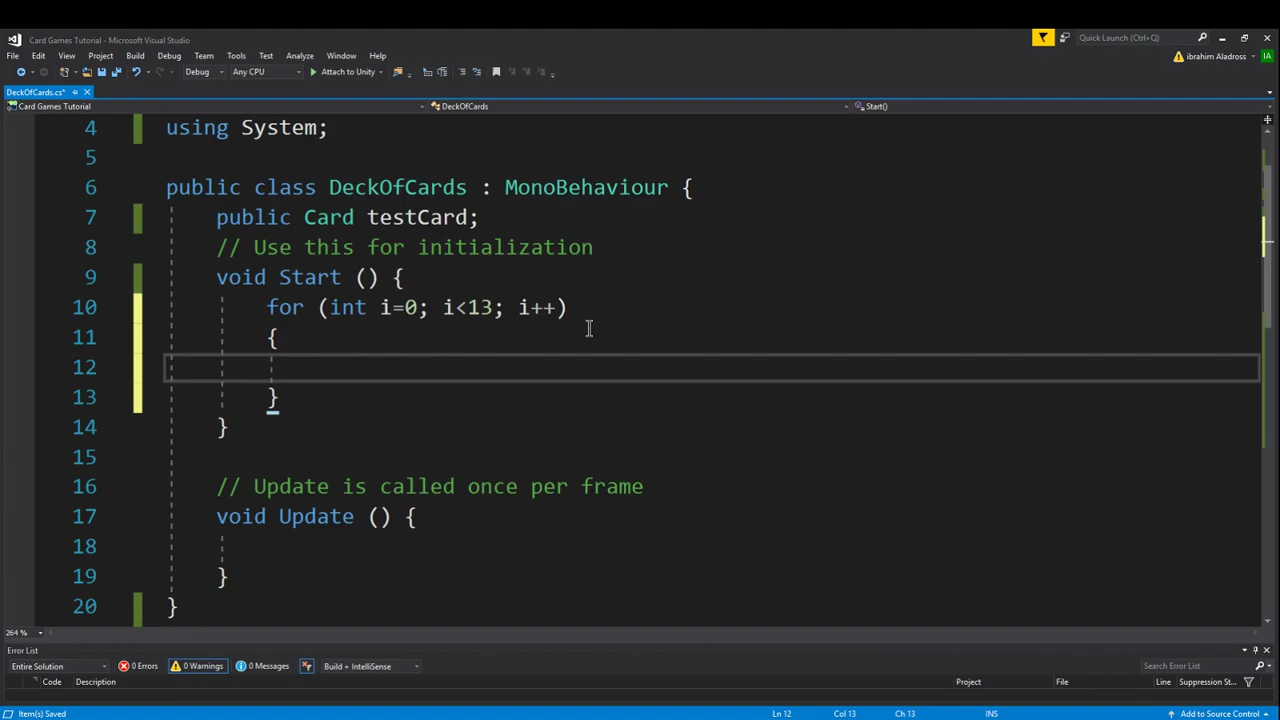 Card Games Tutorial - Microsoft Visual Studio
Quick Launch (Ctrl+Q)
File Edit View Project Build Debug Team Tools Test Analyze Window Help
ibrahim Aladross IA
Debug Any CPU Attach to Unity
DeckOfCards.cs*
Card Games Tutorial DeckOfCards Start()
4 using System;
5
6 public class DeckOfCards : MonoBehaviour {
7 public Card testCard;
8 // Use this for initialization
9 void Start () {
10 for (int i=0; i<13; i++)
11 {
12
13 }
14 }
15
16 // Update is called once per frame
17 void Update () {
18
19 }
20 }
264 %
Error List
Entire Solution 0 Errors 0 Warnings 0 Messages Build + IntelliSense Search Error List
Code Description Project File Line Suppression St...
Item(s) Saved Ln 12 Col 13 Ch 13 INS Add to Source Control